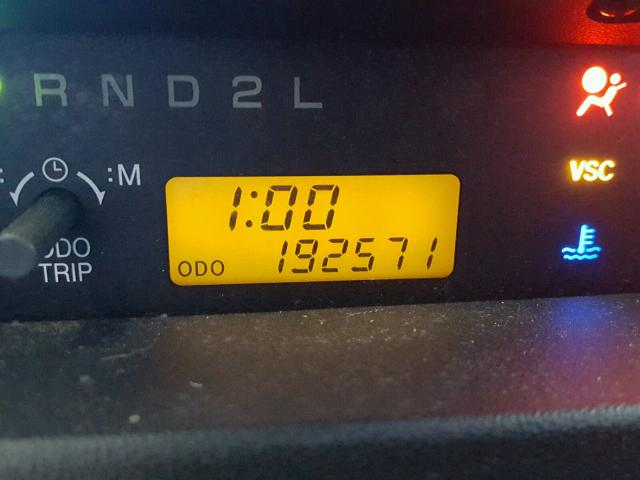 R N D 2 L
:M
VSC
1:00
ODO 192571
ODO
TRIP